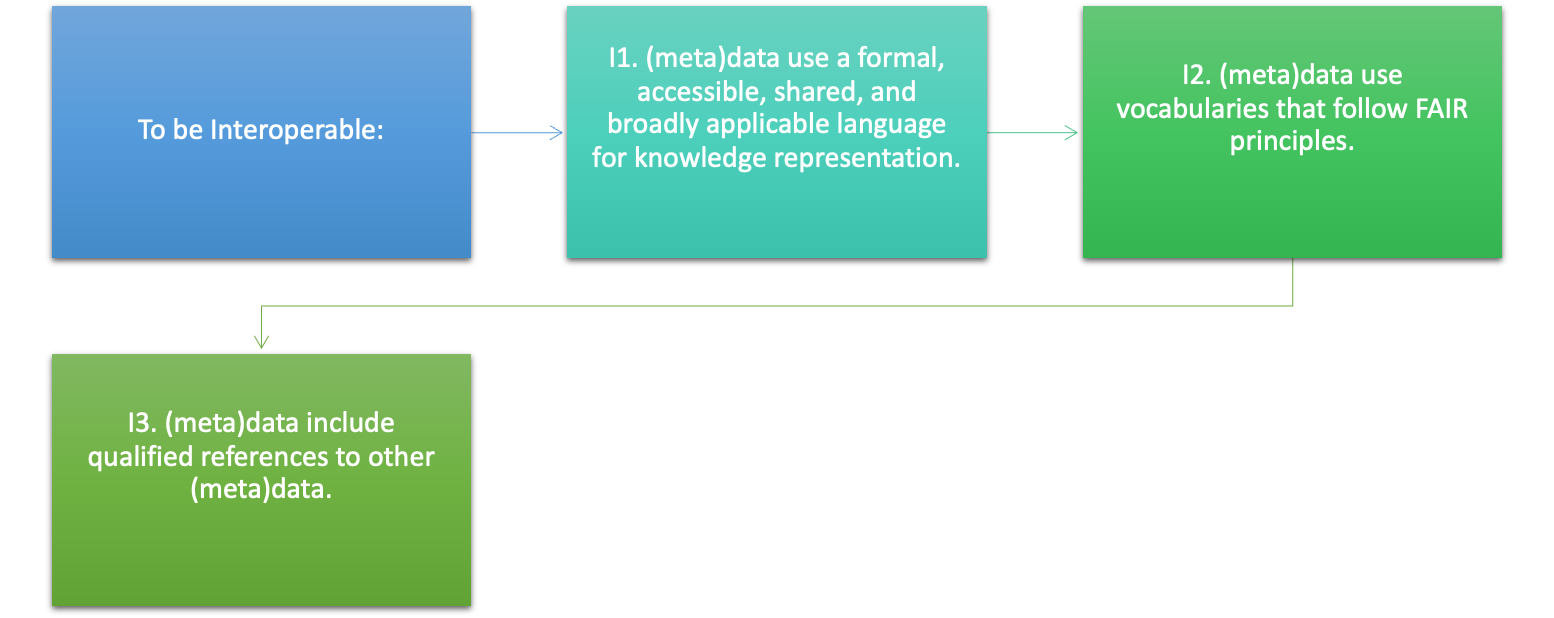 To be Interoperable:
I1. (meta)data use a formal,
accessible, shared, and
broadly applicable language
for knowledge representation.
I2. (meta)data use
vocabularies that follow FAIR
principles.
I3. (meta)data include
qualified references to other
(meta)data.